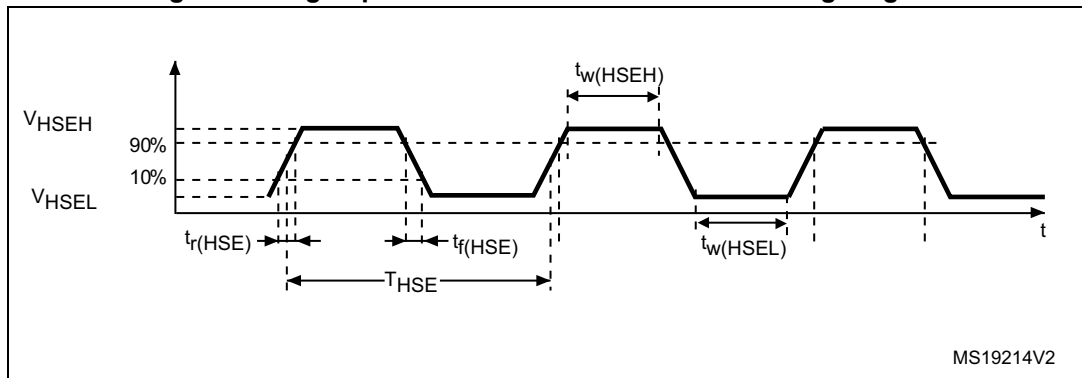 tw(HSEH)
VHSEH
90%
10%
VHSEL
tr(HSE)
tf(HSE)
tw(HSEL)
t
THSE
MS19214V2